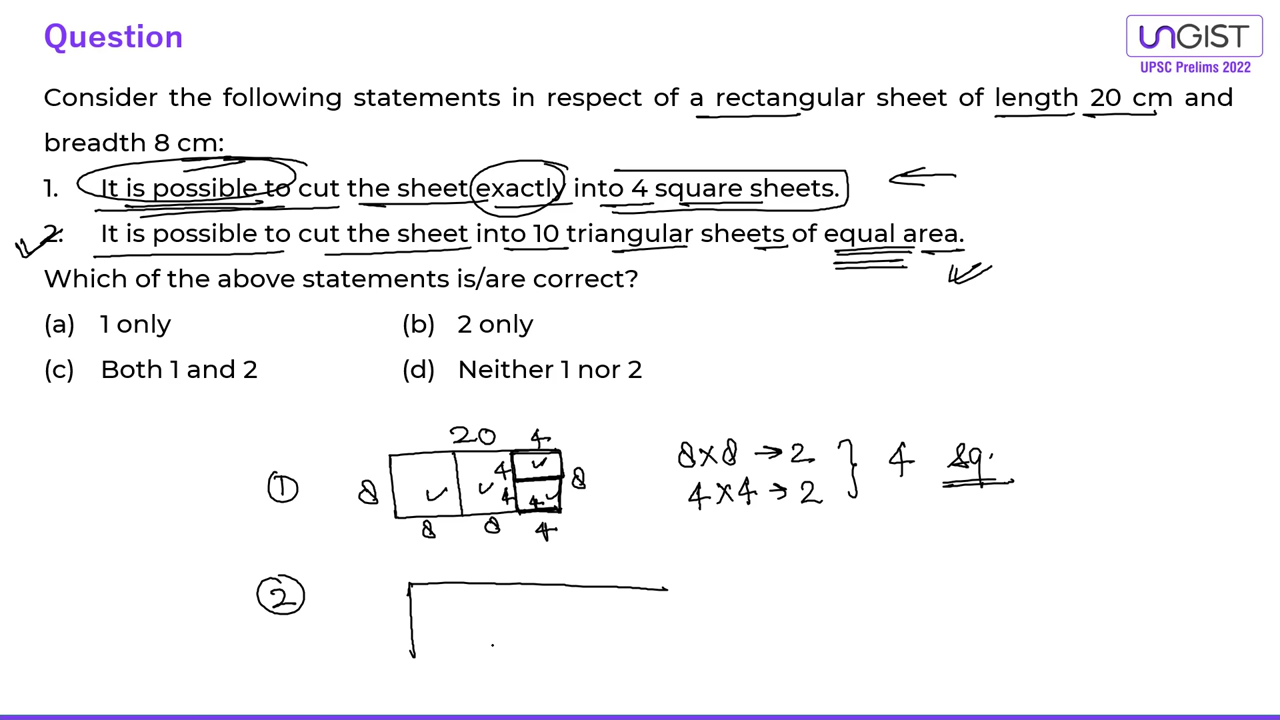 Question
UNGIST
UPSC Prelims 2022
Consider the following statements in respect of a rectangular sheet of length 20 cm and
breadth 8 cm:
1. It is possible to cut the sheet exactly into 4 square sheets.
2. It is possible to cut the sheet into 10 triangular sheets of equal area.
Which of the above statements is/are correct?
(a) 1 only
(b) 2 only
(c) Both 1 and 2
(d) Neither 1 nor 2
20 4
1 8 4 8
4 4
8 8 4
8×8 → 2
4×4 → 2
4 sq.
2